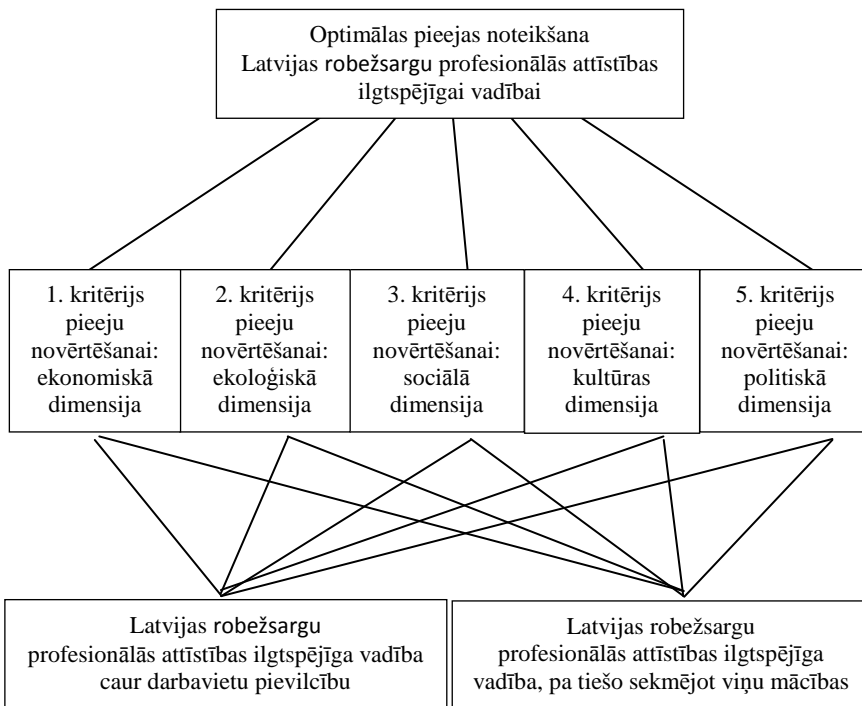 Optimālas pieejas noteikšana
Latvijas robežsargu profesionālās attīstības
ilgtspējīgai vadībai
1. kritērijs
pieeju
novērtēšanai:
ekonomiskā
dimensija
2. kritērijs
pieeju
novērtēšanai:
ekoloģiskā
dimensija
3. kritērijs
pieeju
novērtēšanai:
sociālā
dimensija
4. kritērijs
pieeju
novērtēšanai:
kultūras
dimensija
5. kritērijs
pieeju
novērtēšanai:
politiskā
dimensija
Latvijas robežsargu
profesionālās attīstības ilgtspējīga vadība
caur darbavietu pievilcību
Latvijas robežsargu
profesionālās attīstības ilgtspējīga
vadība, pa tiešo sekmējot viņu mācības